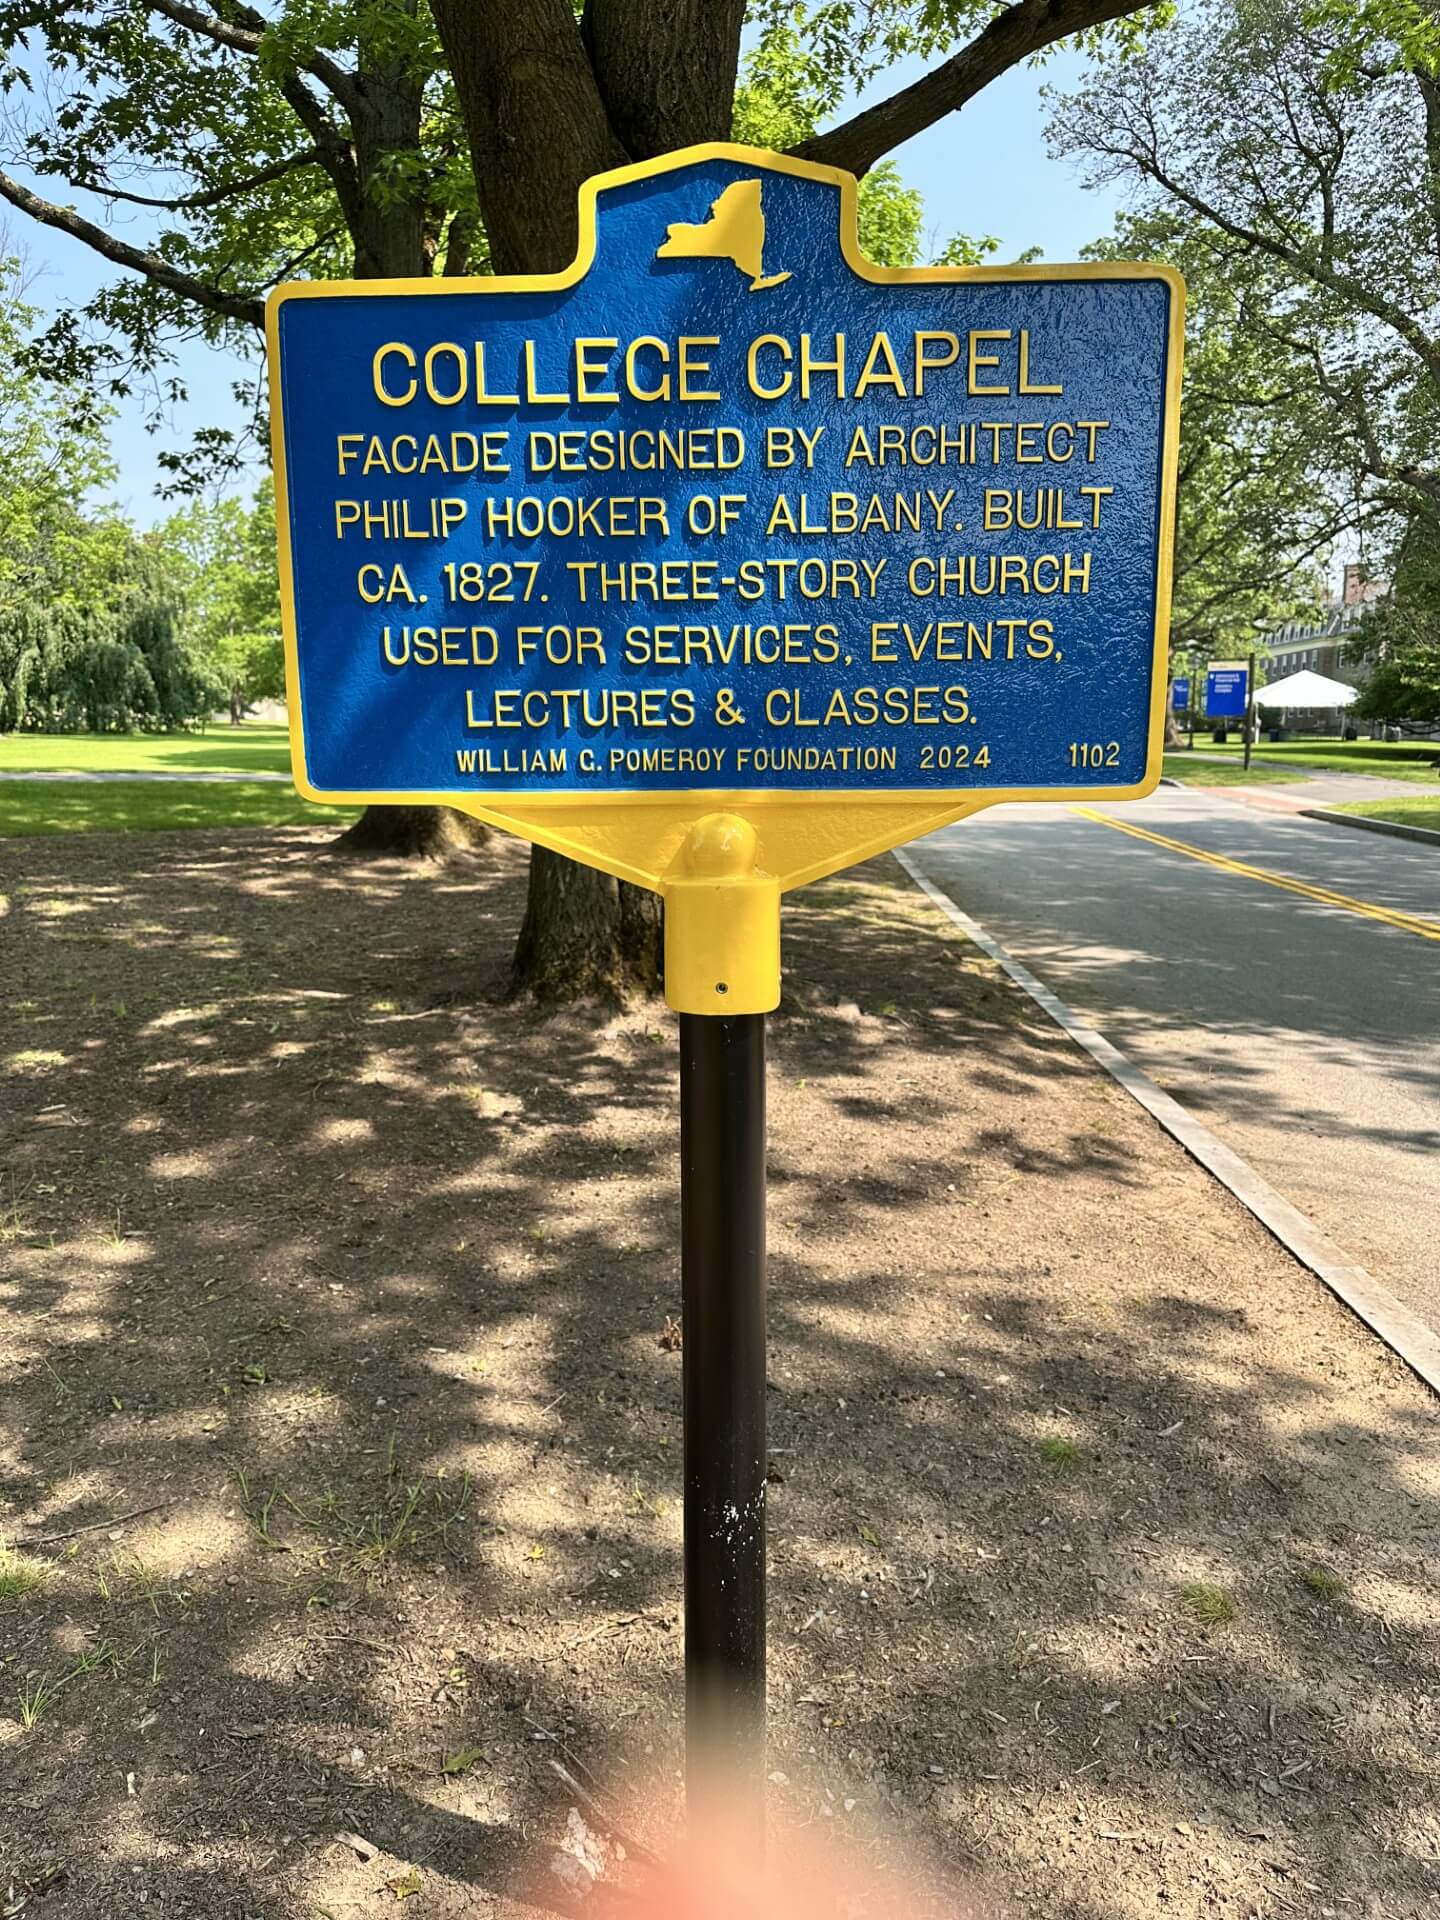 COLLEGE CHAPEL
FACADE DESIGNED BY ARCHITECT
PHILIP HOOKER OF ALBANY. BUILT
CA. 1827. THREE-STORY CHURCH
USED FOR SERVICES, EVENTS,
LECTURES & CLASSES.
WILLIAM G. POMEROY FOUNDATION 2024 1102